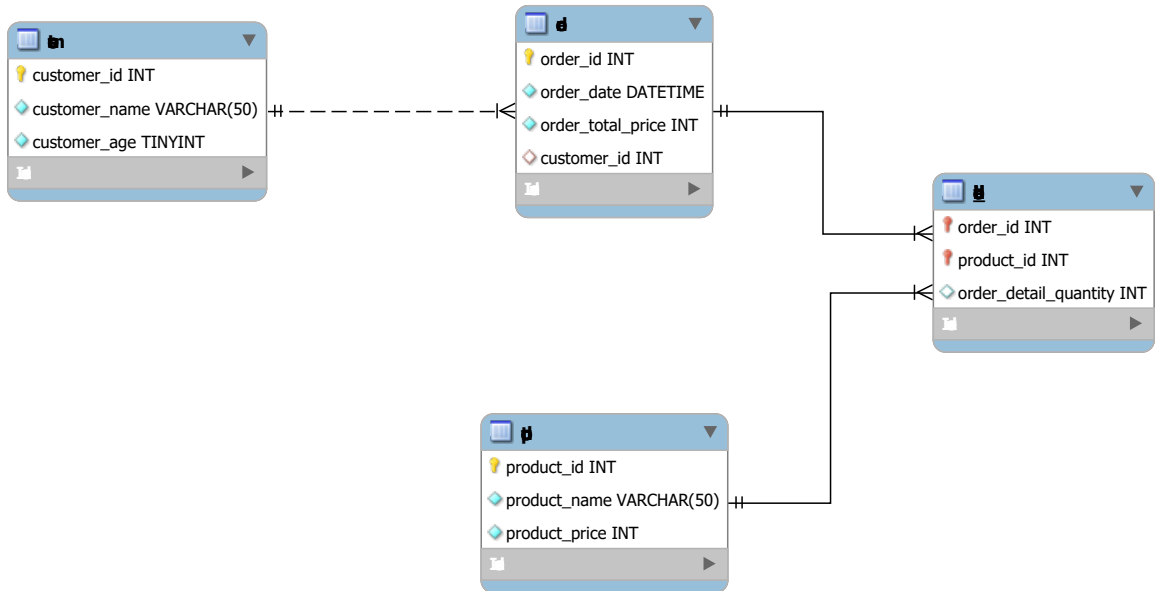 customer_id INT
customer_name VARCHAR(50)
customer_age TINYINT
order_id INT
order_date DATETIME
order_total_price INT
customer_id INT
order_id INT
product_id INT
order_detail_quantity INT
product_id INT
product_name VARCHAR(50)
product_price INT